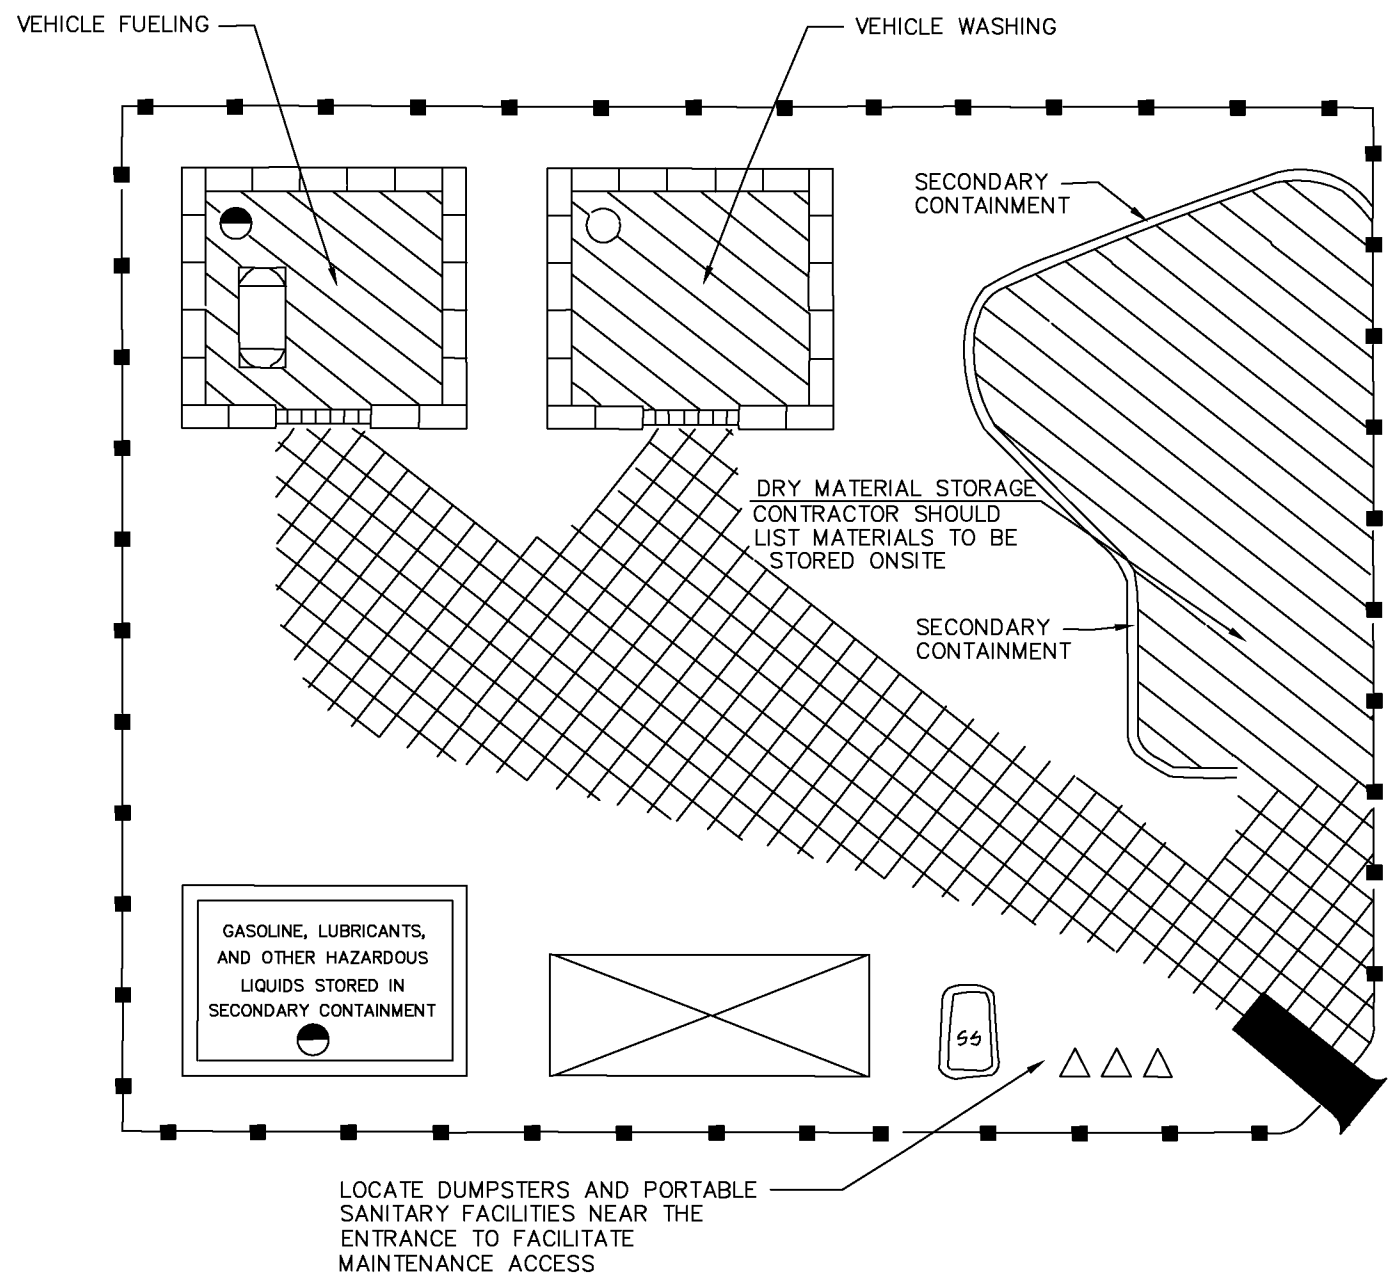 VEHICLE FUELING
VEHICLE WASHING
SECONDARY
CONTAINMENT
DRY MATERIAL STORAGE
CONTRACTOR SHOULD
LIST MATERIALS TO BE
STORED ONSITE
SECONDARY
CONTAINMENT
GASOLINE, LUBRICANTS,
AND OTHER HAZARDOUS
LIQUIDS STORED IN
SECONDARY CONTAINMENT
SS
LOCATE DUMPSTERS AND PORTABLE
SANITARY FACILITIES NEAR THE
ENTRANCE TO FACILITATE
MAINTENANCE ACCESS